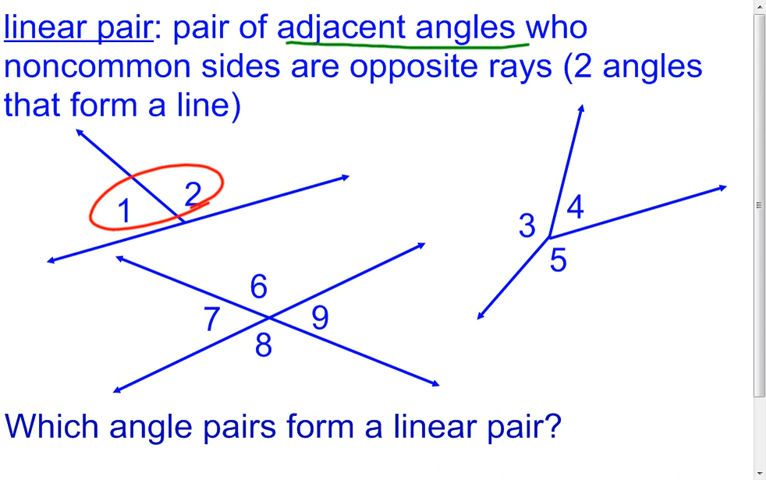 linear pair: pair of adjacent angles who
noncommon sides are opposite rays (2 angles
that form a line)
1 2
3 4
5
6
7 9
8
Which angle pairs form a linear pair?